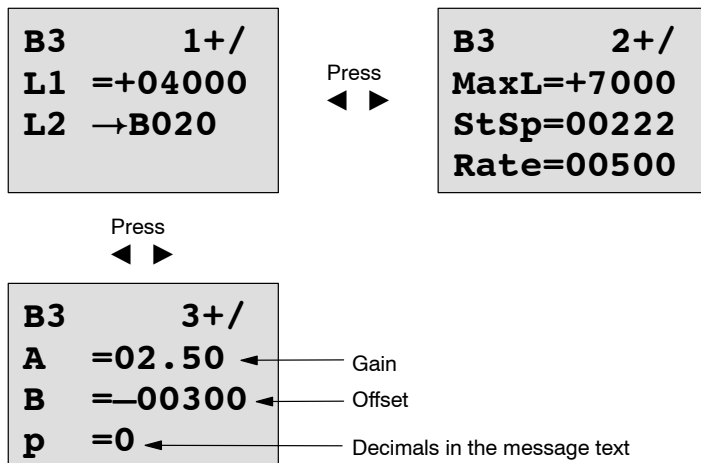 B3 1+/
L1 =+04000
L2 →B020
Press
◄ ►
B3 2+/
MaxL=+7000
StSp=00222
Rate=00500
Press
◄ ►
B3 3+/
A =02.50
B =–00300
p =0
Gain
Offset
Decimals in the message text